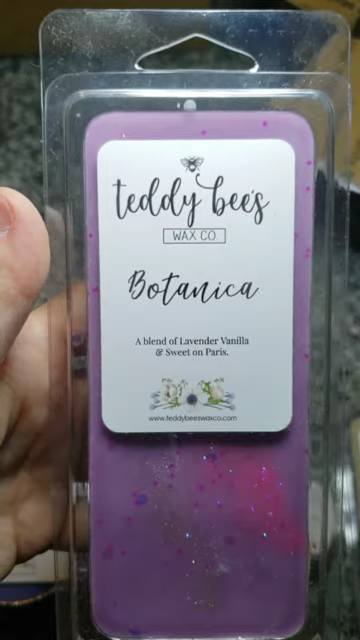 teddy bee's
WAX CO.
Botanica
A blend of Lavender Vanilla
& Sweet on Paris.
www.teddybeeswaxco.com